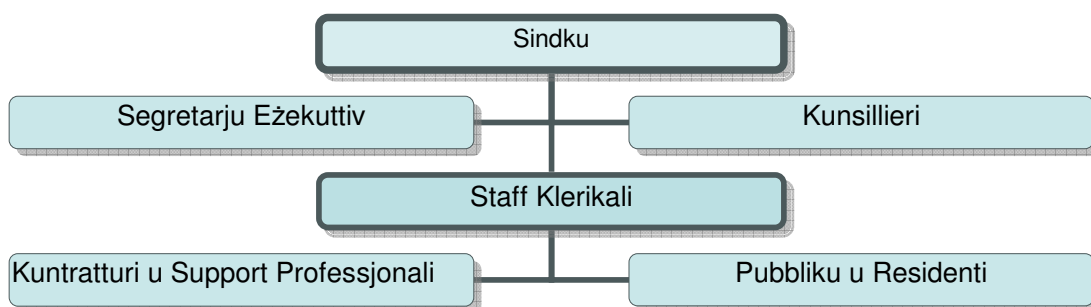 Sindku
Segretarju Eżekuttiv
Kunsillieri
Staff Klerikali
Kuntratturi u Support Professjonali
Pubbliku u Residenti